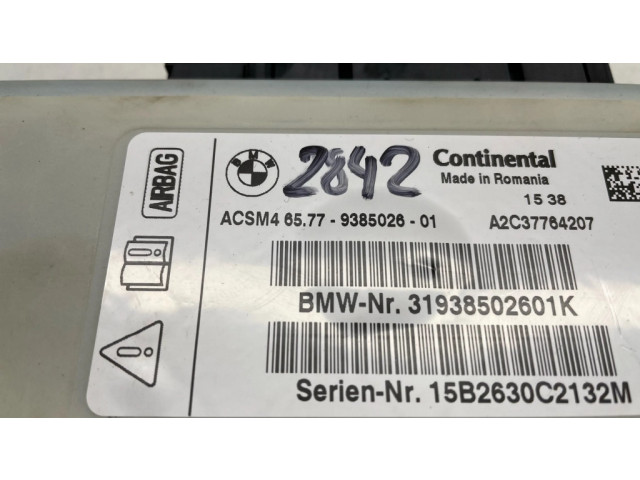 AIRBAG
BMW 2842 Continental
Made in Romania
15 38
ACSM4 65.77 - 9385026 - 01 A2C37764207
BMW-Nr. 31938502601K
Serien-Nr. 15B2630C2132M